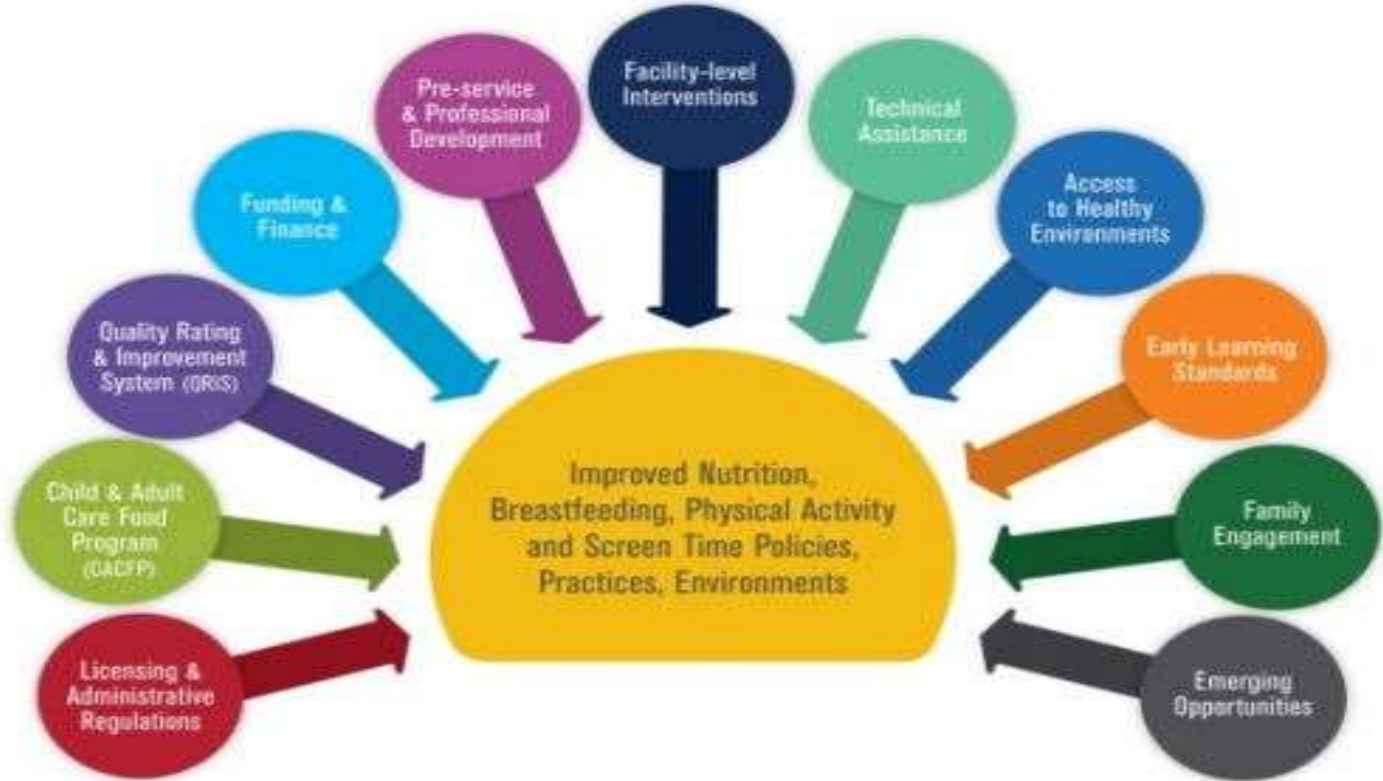 Facility-level
Interventions
Pre-service
& Professional
Development
Technical
Assistance
Funding &
Finance
Access
to Healthy
Environments
Quality Rating
& Improvement
System (QRIS)
Early Learning
Standards
Child & Adult
Care Food
Program
(CACFP)
Family
Engagement
Licensing &
Administrative
Regulations
Emerging
Opportunities
Improved Nutrition,
Breastfeeding, Physical Activity
and Screen Time Policies,
Practices, Environments